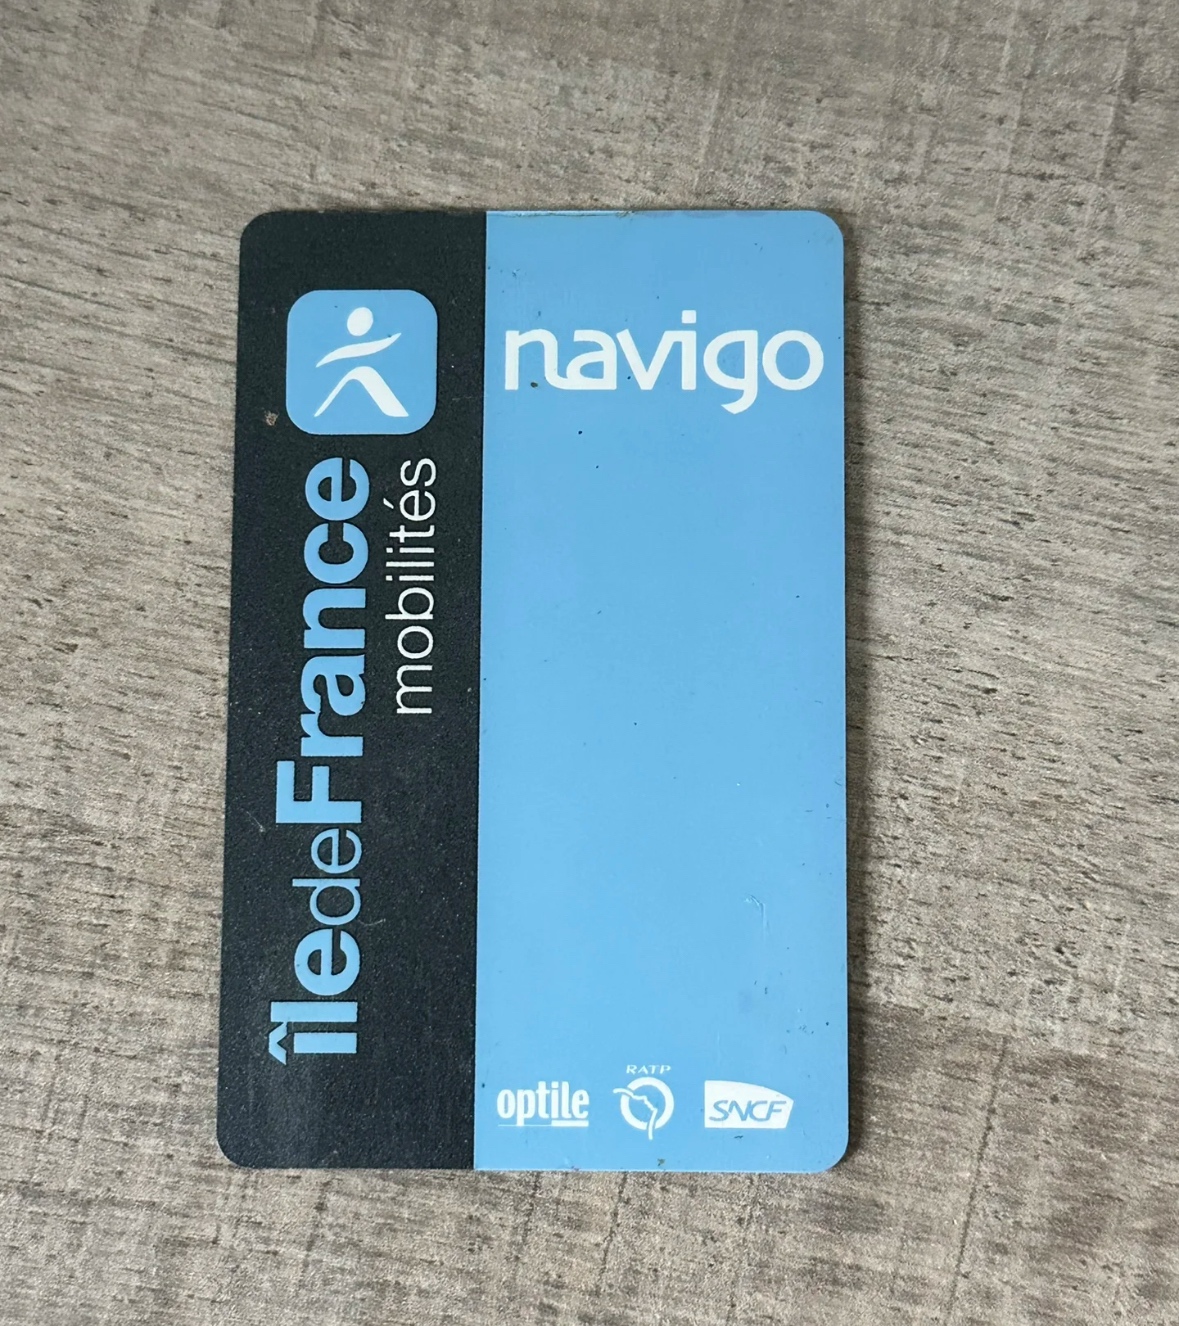 navigo
îledeFrance
mobilités
optile
RATP
SNCF